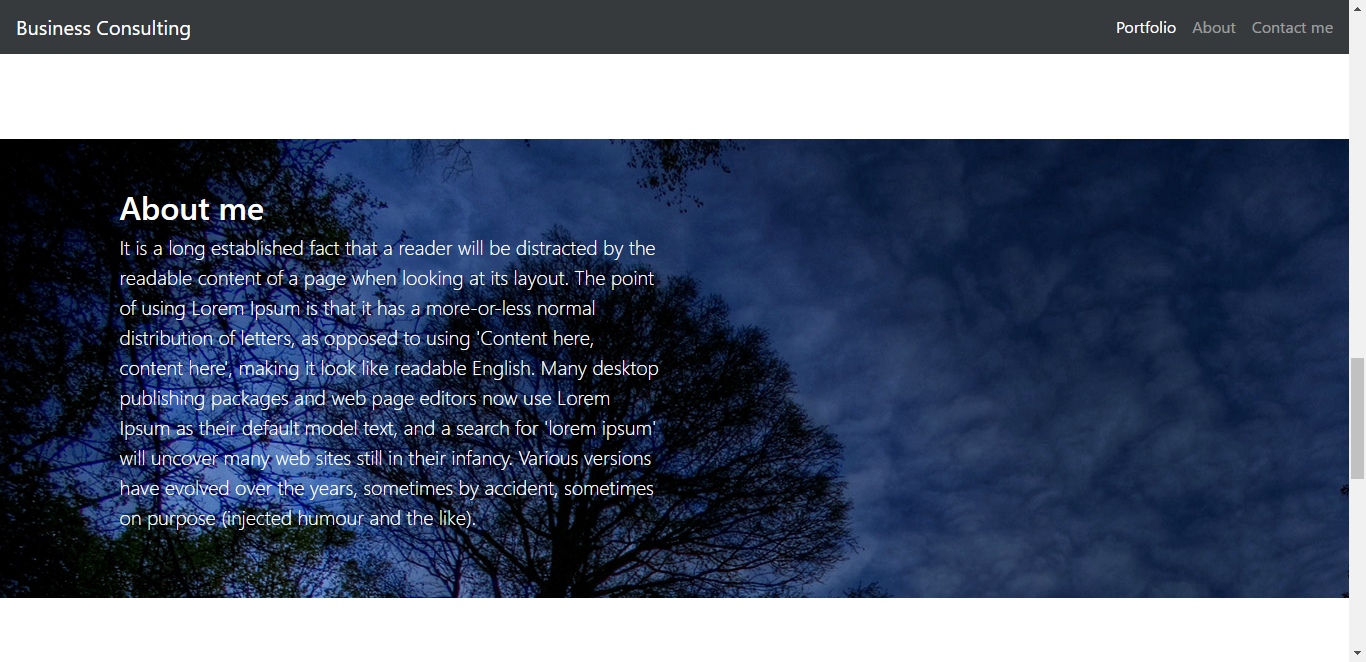 Business Consulting
Portfolio About Contact me
About me
It is a long established fact that a reader will be distracted by the
readable content of a page when looking at its layout. The point
of using Lorem Ipsum is that it has a more-or-less normal
distribution of letters, as opposed to using 'Content here,
content here', making it look like readable English. Many desktop
publishing packages and web page editors now use Lorem
Ipsum as their default model text, and a search for 'lorem ipsum'
will uncover many web sites still in their infancy. Various versions
have evolved over the years, sometimes by accident, sometimes
on purpose (injected humour and the like).